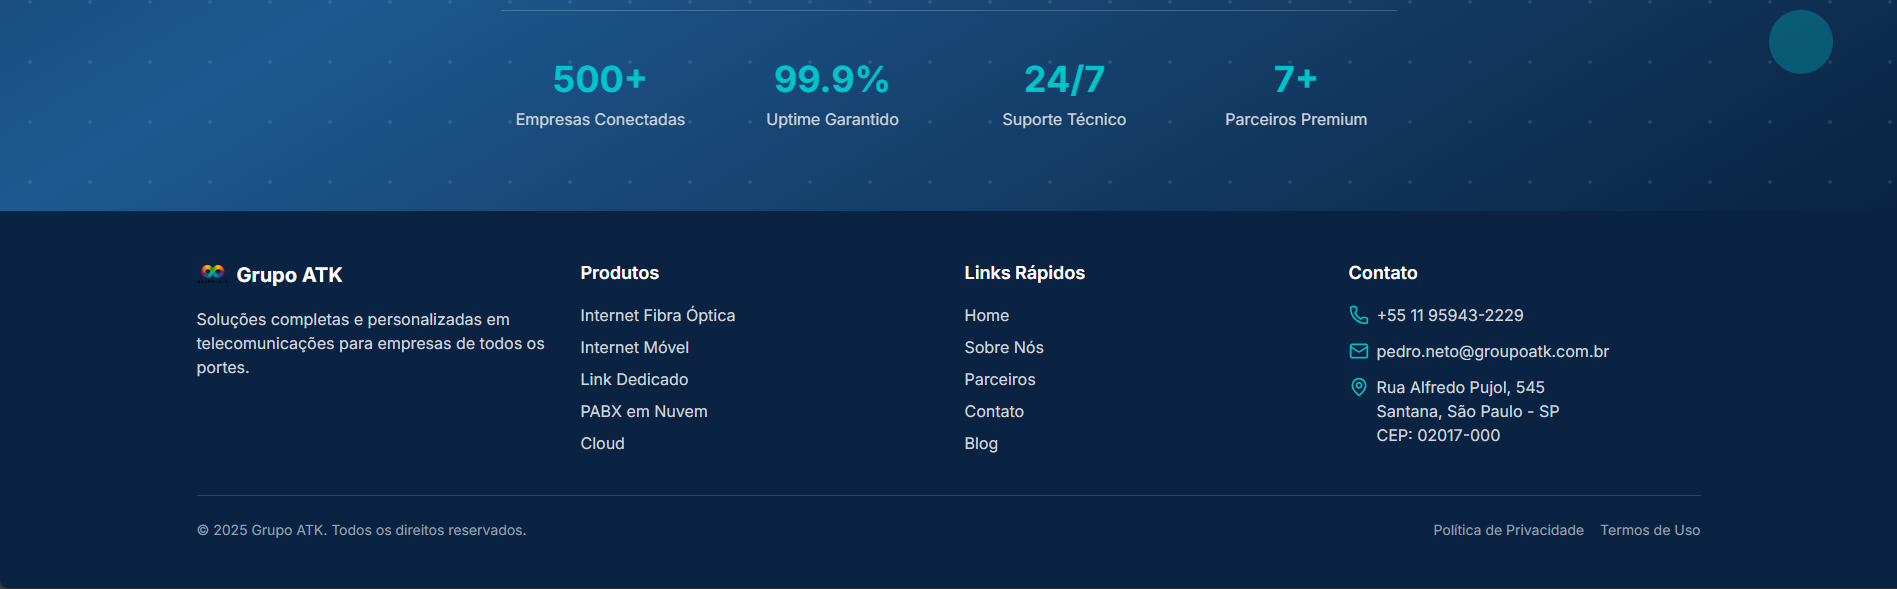 500+
Empresas Conectadas
99.9%
Uptime Garantido
24/7
Suporte Técnico
7+
Parceiros Premium
Grupo ATK
Soluções completas e personalizadas em
telecomunicações para empresas de todos os
portes.
Produtos
Internet Fibra Óptica
Internet Móvel
Link Dedicado
PABX em Nuvem
Cloud
Links Rápidos
Home
Sobre Nós
Parceiros
Contato
Blog
Contato
+55 11 95943-2229
pedro.neto@groupoatk.com.br
Rua Alfredo Pujol, 545
Santana, São Paulo - SP
CEP: 02017-000
© 2025 Grupo ATK. Todos os direitos reservados.
Política de Privacidade
Termos de Uso